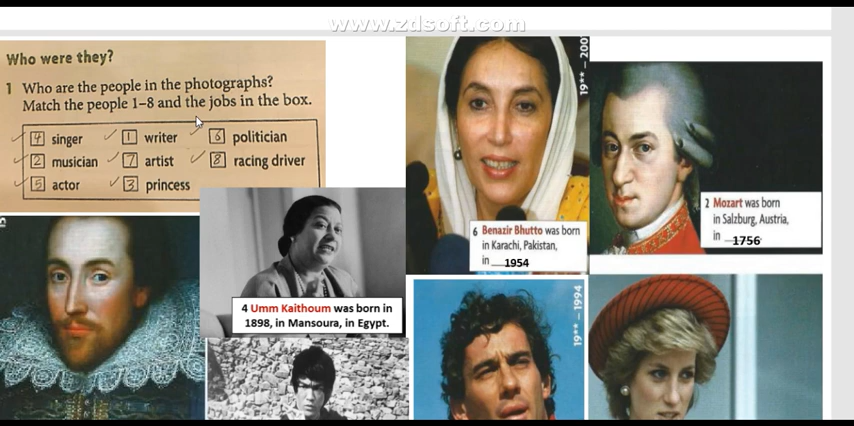 www.zdsoft.com
Who were they?
1 Who are the people in the photographs?
Match the people 1–8 and the jobs in the box.
4 singer 1 writer 6 politician
2 musician 7 artist 8 racing driver
5 actor 3 princess
19** – 200
6 Benazir Bhutto was born
in Karachi, Pakistan,
in 1954
2 Mozart was born
in Salzburg, Austria,
in 1756
4 Umm Kaithoum was born in
1898, in Mansoura, in Egypt.
19** – 1994